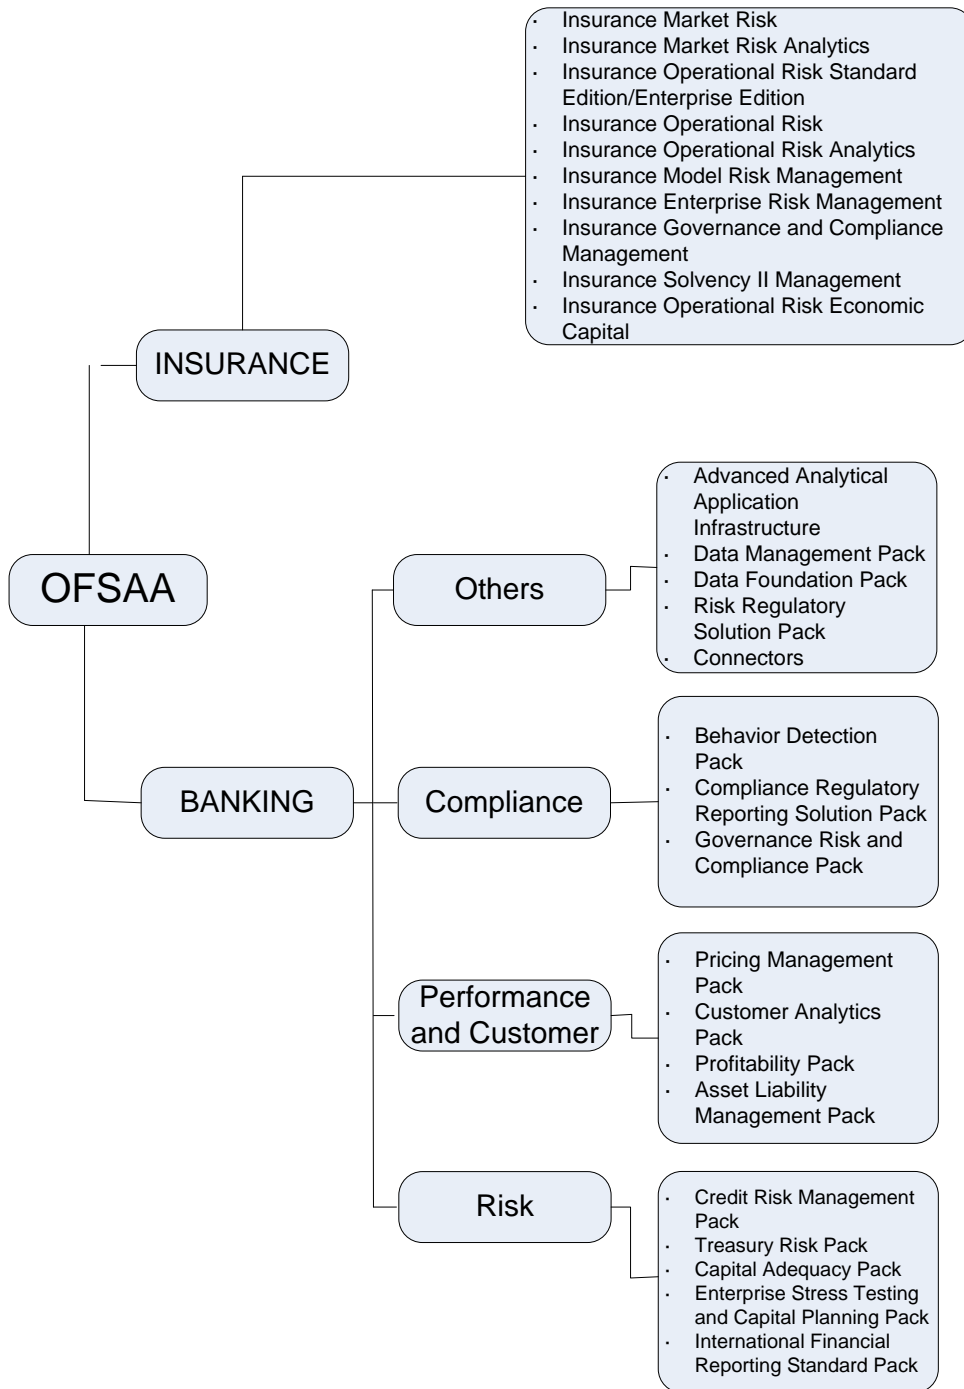 · Insurance Market Risk
· Insurance Market Risk Analytics
· Insurance Operational Risk Standard
Edition/Enterprise Edition
· Insurance Operational Risk
· Insurance Operational Risk Analytics
· Insurance Model Risk Management
· Insurance Enterprise Risk Management
· Insurance Governance and Compliance
Management
· Insurance Solvency II Management
· Insurance Operational Risk Economic
Capital
INSURANCE
OFSAA
BANKING
Others
· Advanced Analytical
Application
Infrastructure
· Data Management Pack
· Data Foundation Pack
· Risk Regulatory
Solution Pack
· Connectors
Compliance
· Behavior Detection
Pack
· Compliance Regulatory
Reporting Solution Pack
· Governance Risk and
Compliance Pack
Performance
and Customer
· Pricing Management
Pack
· Customer Analytics
Pack
· Profitability Pack
· Asset Liability
Management Pack
Risk
· Credit Risk Management
Pack
· Treasury Risk Pack
· Capital Adequacy Pack
· Enterprise Stress Testing
and Capital Planning Pack
· International Financial
Reporting Standard Pack